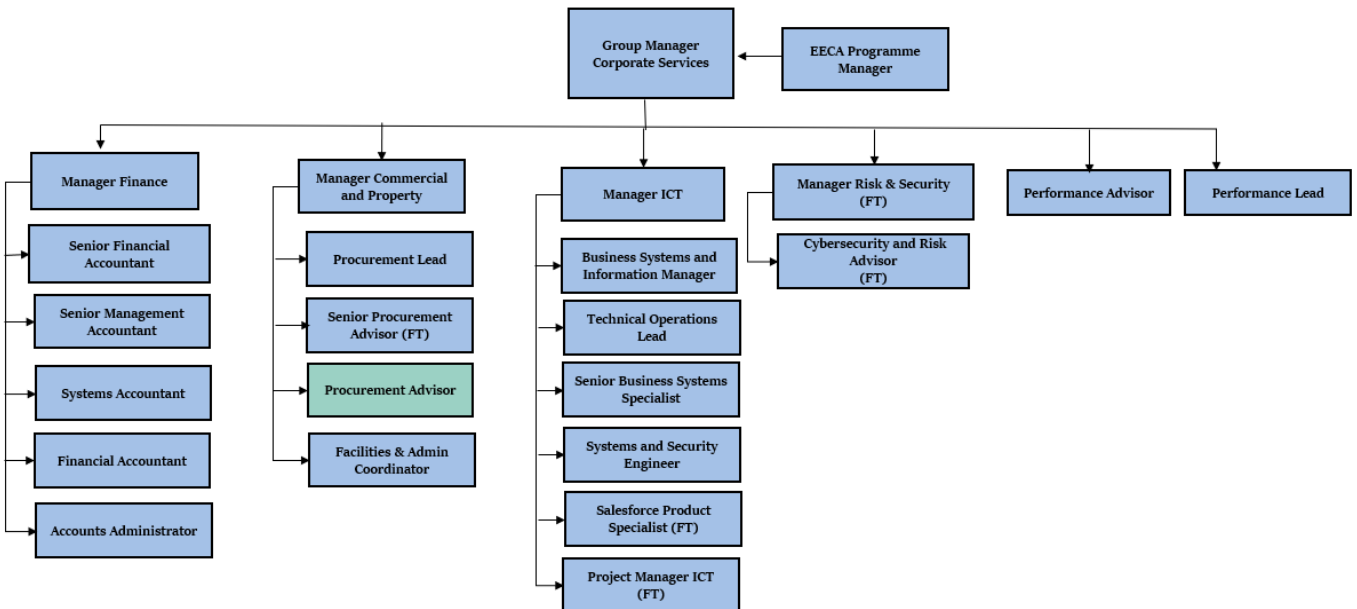 Group Manager
Corporate Services
EECA Programme
Manager
Manager Finance
Senior Financial
Accountant
Senior Management
Accountant
Systems Accountant
Financial Accountant
Accounts Administrator
Manager Commercial
and Property
Procurement Lead
Senior Procurement
Advisor (FT)
Procurement Advisor
Facilities & Admin
Coordinator
Manager ICT
Business Systems and
Information Manager
Technical Operations
Lead
Senior Business Systems
Specialist
Systems and Security
Engineer
Salesforce Product
Specialist (FT)
Project Manager ICT
(FT)
Manager Risk & Security
(FT)
Cybersecurity and Risk
Advisor
(FT)
Performance Advisor
Performance Lead